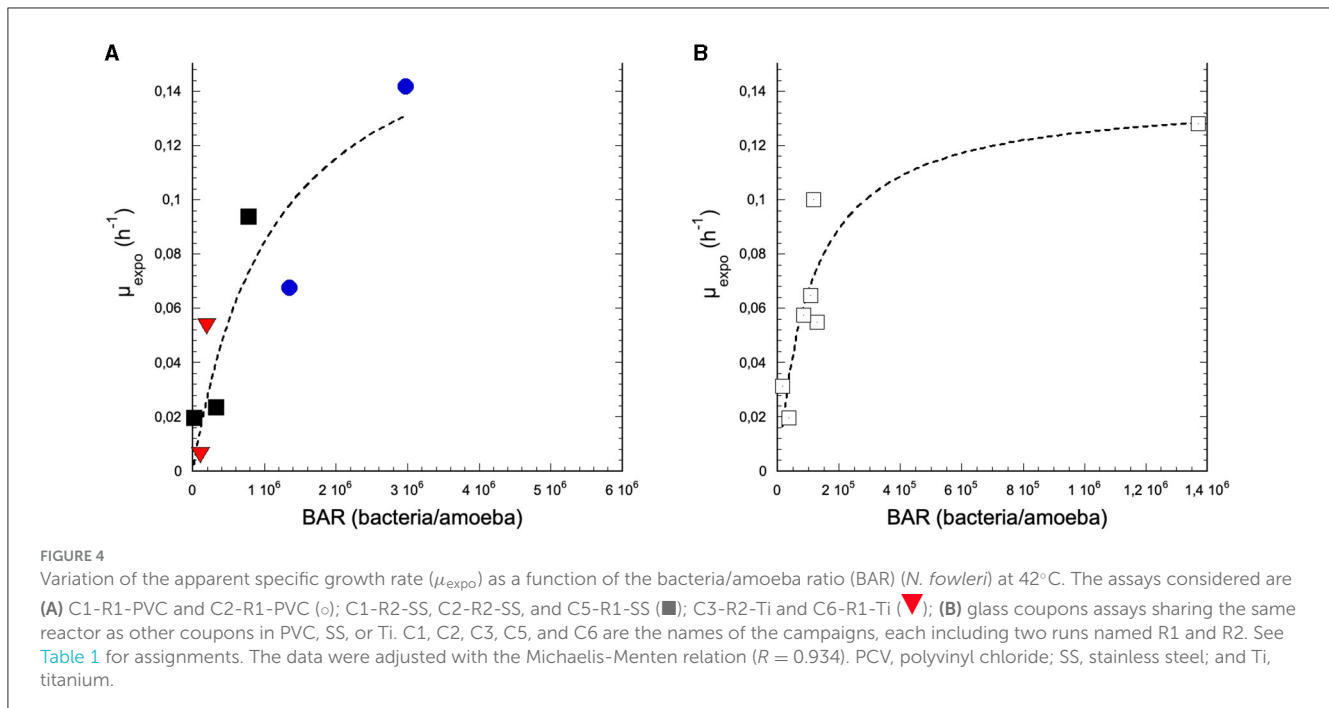 A
B
0,14
0,12
0,1
0,08
0,06
0,04
0,02
0
μexpo (h-1)
0
1 10^6
2 10^6
3 10^6
4 10^6
5 10^6
6 10^6
BAR (bacteria/amoeba)
0,14
0,12
0,1
0,08
0,06
0,04
0,02
0
μexpo (h-1)
0
2 10^5
4 10^5
6 10^5
8 10^5
1 10^6
1,2 10^6
1,4 10^6
BAR (bacteria/amoeba)
FIGURE 4
Variation of the apparent specific growth rate (μexpo) as a function of the bacteria/amoeba ratio (BAR) (N. fowleri) at 42°C. The assays considered are
(A) C1-R1-PVC and C2-R1-PVC (○); C1-R2-SS, C2-R2-SS, and C5-R1-SS (■); C3-R2-Ti and C6-R1-Ti (▼); (B) glass coupons assays sharing the same
reactor as other coupons in PVC, SS, or Ti. C1, C2, C3, C5, and C6 are the names of the campaigns, each including two runs named R1 and R2. See
Table 1 for assignments. The data were adjusted with the Michaelis-Menten relation (R = 0.934). PCV, polyvinyl chloride; SS, stainless steel; and Ti,
titanium.